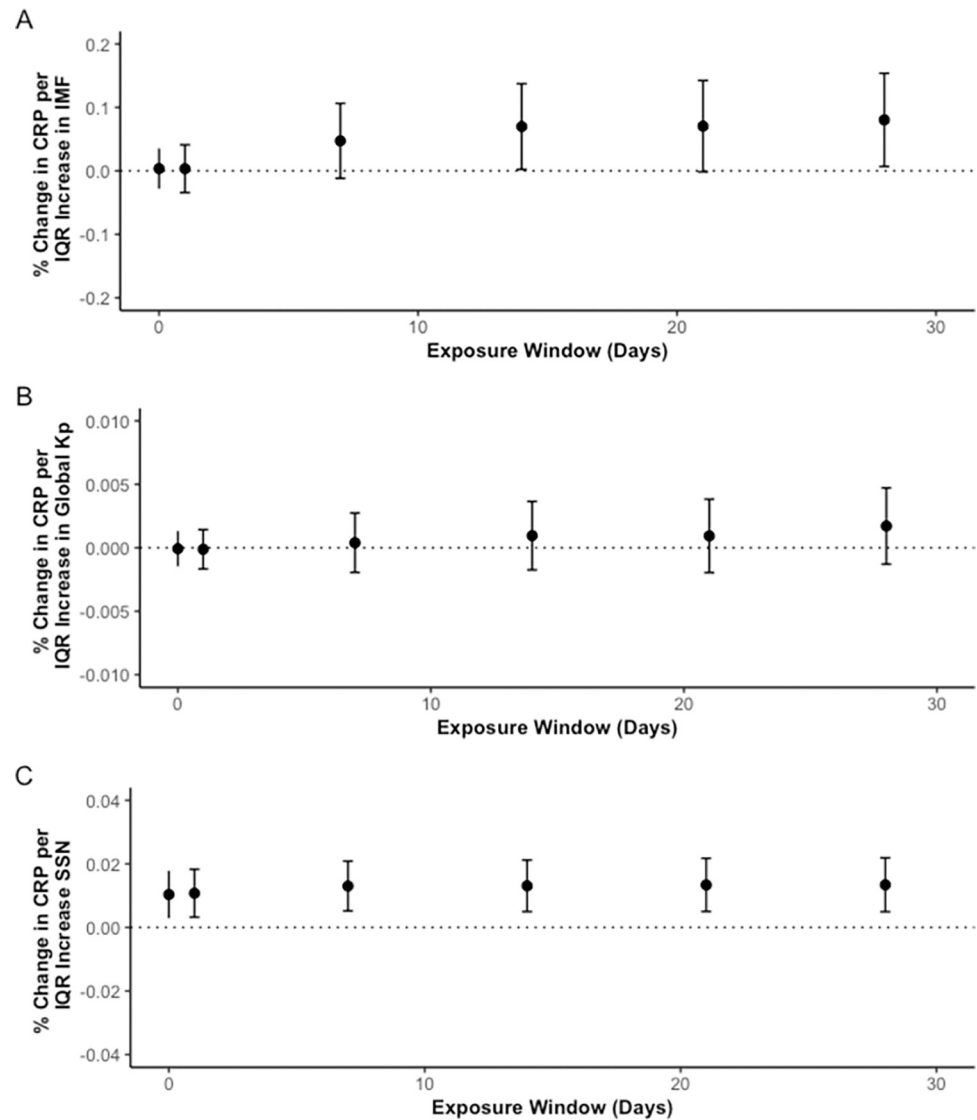 A
% Change in CRP per
IQR Increase in IMF
0.2
0.1
0.0
-0.1
-0.2
0 10 20 30
Exposure Window (Days)
B
% Change in CRP per
IQR Increase in Global Kp
0.010
0.005
0.000
-0.005
-0.010
0 10 20 30
Exposure Window (Days)
C
% Change in CRP per
IQR Increase SSN
0.04
0.02
0.00
-0.02
-0.04
0 10 20 30
Exposure Window (Days)